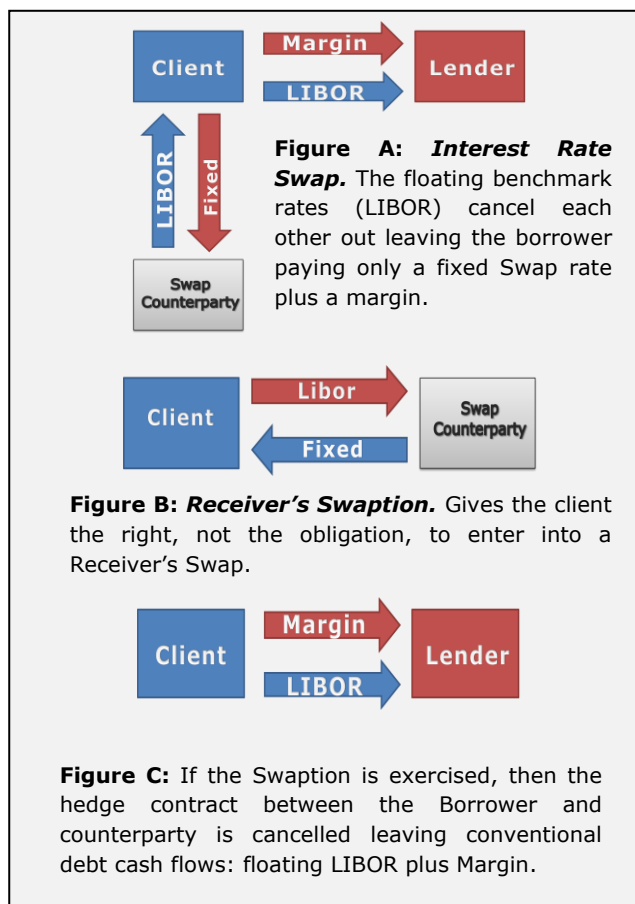 Client
Margin
LIBOR
Lender
LIBOR
Fixed
Swap
Counterparty
Figure A: Interest Rate
Swap. The floating benchmark
rates (LIBOR) cancel each
other out leaving the borrower
paying only a fixed Swap rate
plus a margin.
Client
Libor
Fixed
Swap
Counterparty
Figure B: Receiver’s Swaption. Gives the client
the right, not the obligation, to enter into a
Receiver’s Swap.
Client
Margin
LIBOR
Lender
Figure C: If the Swaption is exercised, then the
hedge contract between the Borrower and
counterparty is cancelled leaving conventional
debt cash flows: floating LIBOR plus Margin.